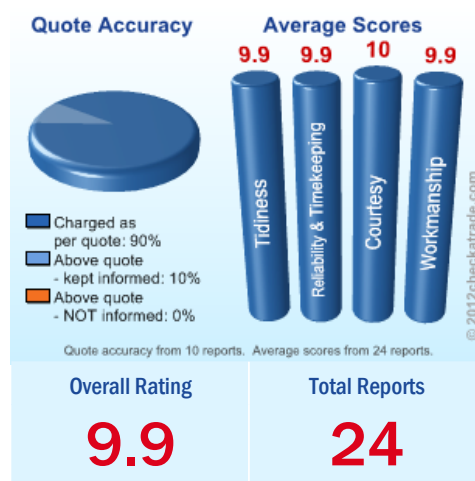 Quote Accuracy
Average Scores
9.9 9.9 10 9.9
Tidiness
Reliability & Timekeeping
Courtesy
Workmanship
Charged as
per quote: 90%
Above quote
- kept informed: 10%
Above quote
- NOT informed: 0%
© 2012checkatrade.com
Quote accuracy from 10 reports. Average scores from 24 reports.
Overall Rating
Total Reports
9.9
24